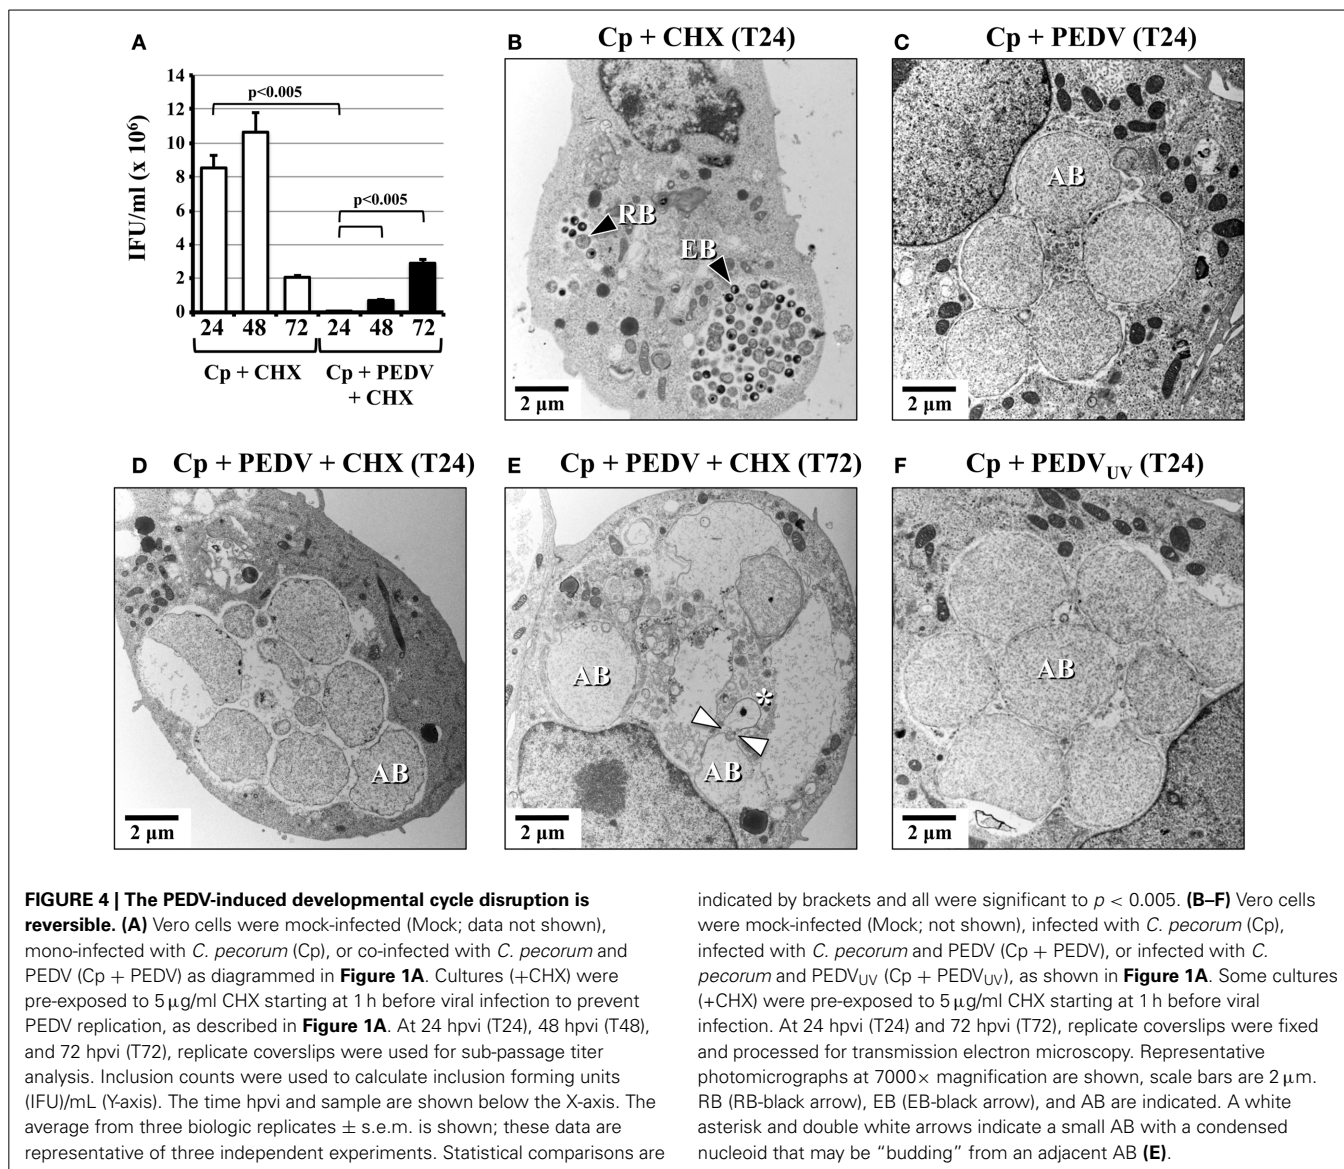 A
14
12
10
8
6
4
2
0
IFU/ml (x 10⁶)
p<0.005
p<0.005
24 48 72 24 48 72
Cp + CHX
Cp + PEDV
+ CHX
B Cp + CHX (T24)
RB
EB
2 µm
C Cp + PEDV (T24)
AB
2 µm
D Cp + PEDV + CHX (T24)
AB
2 µm
E Cp + PEDV + CHX (T72)
AB
*
AB
2 µm
F Cp + PEDV_UV (T24)
AB
2 µm
FIGURE 4 | The PEDV-induced developmental cycle disruption is
reversible. (A) Vero cells were mock-infected (Mock; data not shown),
mono-infected with C. pecorum (Cp), or co-infected with C. pecorum and
PEDV (Cp + PEDV) as diagrammed in Figure 1A. Cultures (+CHX) were
pre-exposed to 5 µg/ml CHX starting at 1 h before viral infection to prevent
PEDV replication, as described in Figure 1A. At 24 hpvi (T24), 48 hpvi (T48),
and 72 hpvi (T72), replicate coverslips were used for sub-passage titer
analysis. Inclusion counts were used to calculate inclusion forming units
(IFU)/mL (Y-axis). The time hpvi and sample are shown below the X-axis. The
average from three biologic replicates ± s.e.m. is shown; these data are
representative of three independent experiments. Statistical comparisons are
indicated by brackets and all were significant to p < 0.005. (B–F) Vero cells
were mock-infected (Mock; not shown), infected with C. pecorum (Cp),
infected with C. pecorum and PEDV (Cp + PEDV), or infected with C.
pecorum and PEDV_UV (Cp + PEDV_UV), as shown in Figure 1A. Some cultures
(+CHX) were pre-exposed to 5 µg/ml CHX starting at 1 h before viral
infection. At 24 hpvi (T24) and 72 hpvi (T72), replicate coverslips were fixed
and processed for transmission electron microscopy. Representative
photomicrographs at 7000× magnification are shown, scale bars are 2 µm.
RB (RB-black arrow), EB (EB-black arrow), and AB are indicated. A white
asterisk and double white arrows indicate a small AB with a condensed
nucleoid that may be “budding” from an adjacent AB (E).